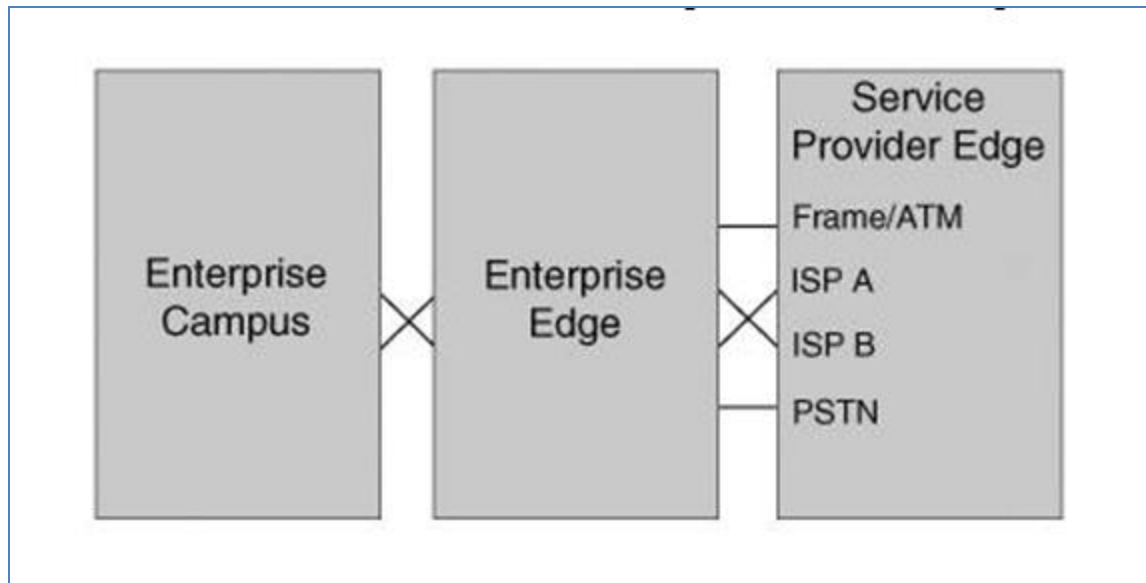 Enterprise
Campus
Enterprise
Edge
Service
Provider Edge
Frame/ATM
ISP A
ISP B
PSTN